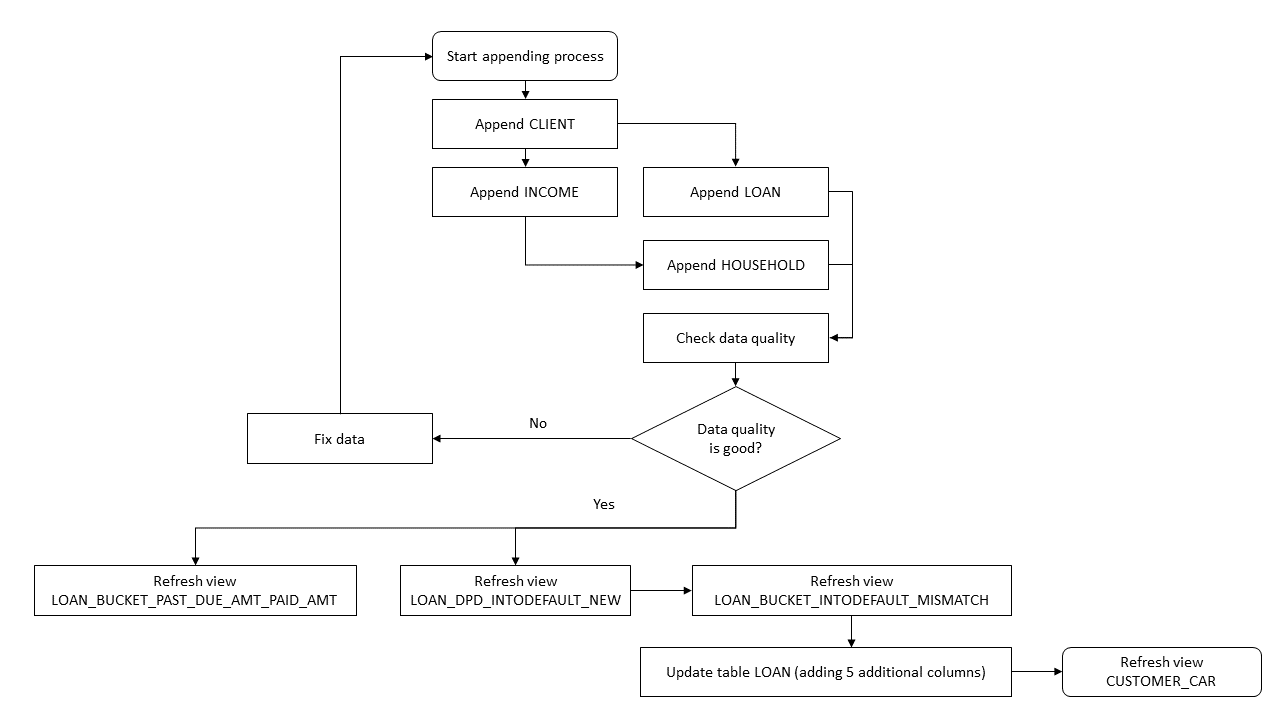 Start appending process
Append CLIENT
Append INCOME
Append LOAN
Append HOUSEHOLD
Check data quality
Data quality
is good?
No
Fix data
Yes
Refresh view
LOAN_BUCKET_PAST_DUE_AMT_PAID_AMT
Refresh view
LOAN_DPD_INTODEFAULT_NEW
Refresh view
LOAN_BUCKET_INTODEFAULT_MISMATCH
Update table LOAN (adding 5 additional columns)
Refresh view
CUSTOMER_CAR